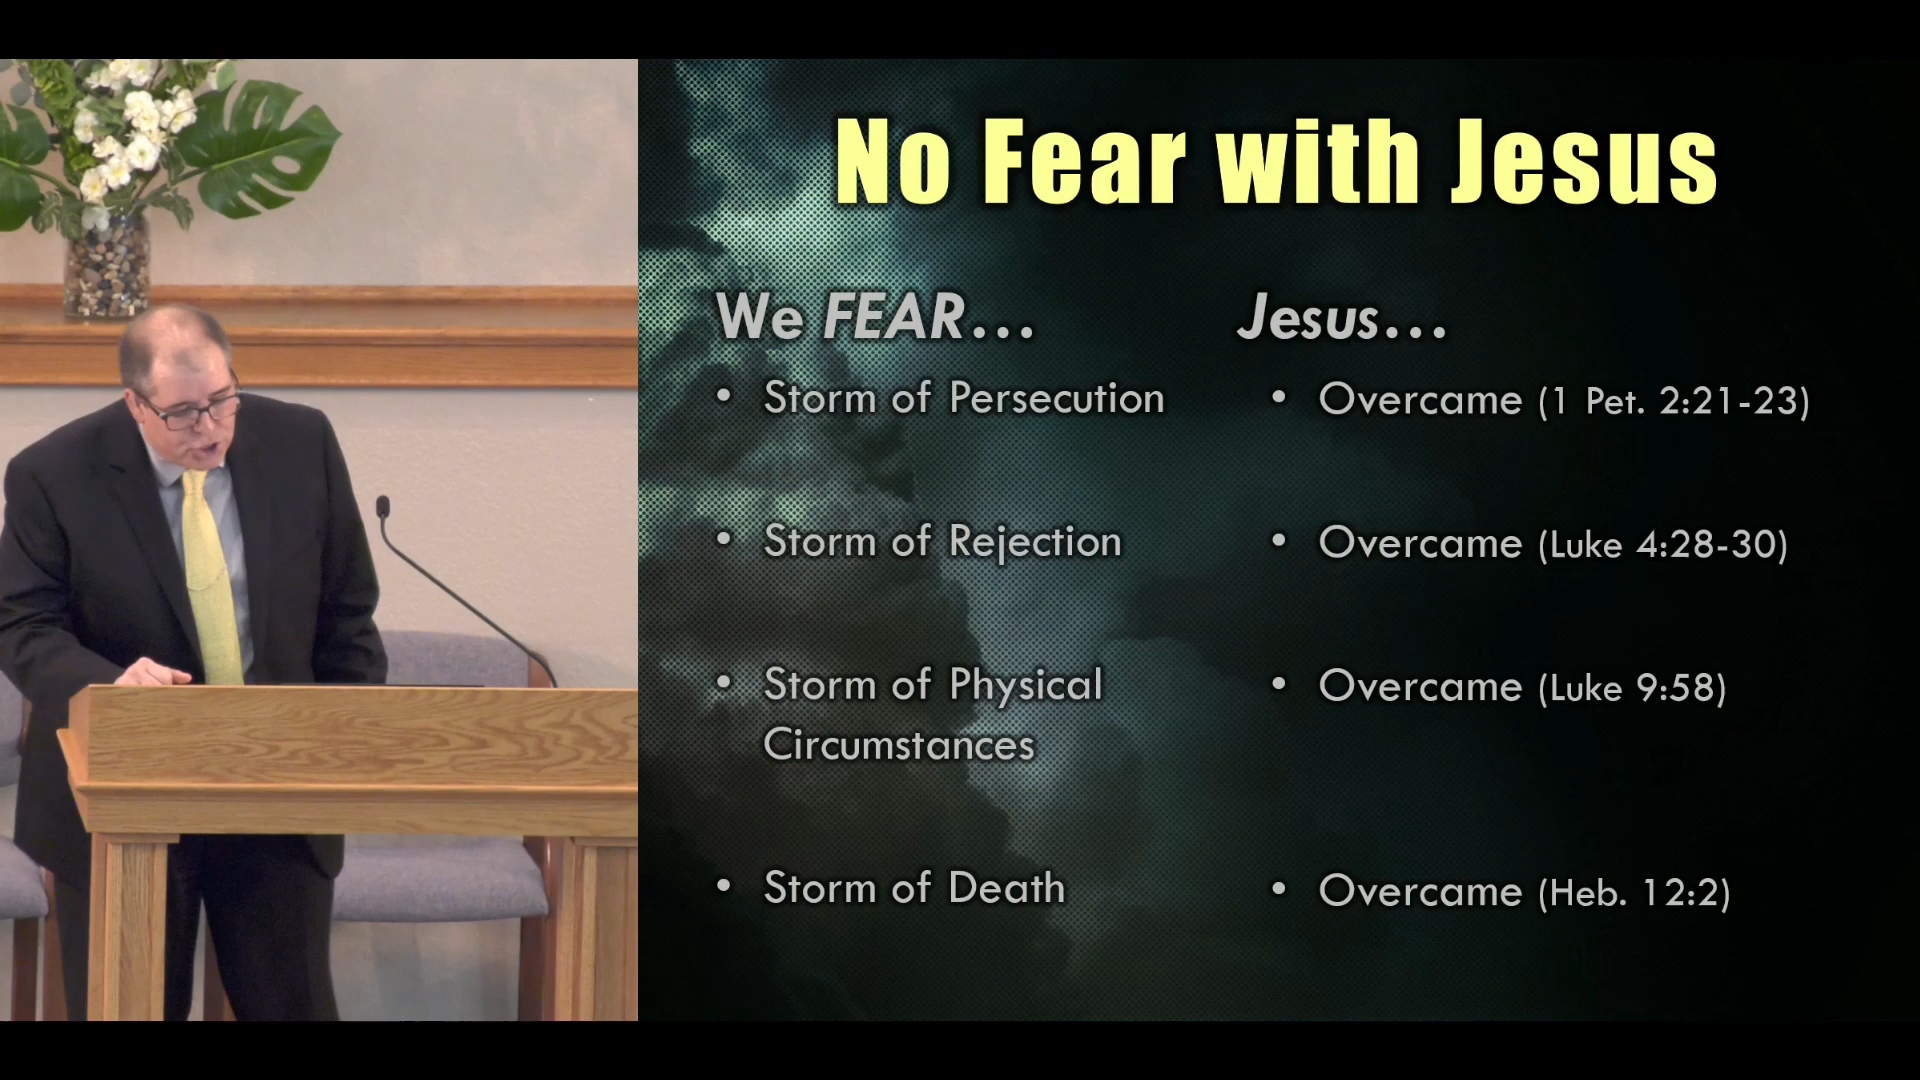 No Fear with Jesus
We FEAR...
• Storm of Persecution
• Storm of Rejection
• Storm of Physical
Circumstances
• Storm of Death
Jesus...
• Overcame (1 Pet. 2:21-23)
• Overcame (Luke 4:28-30)
• Overcame (Luke 9:58)
• Overcame (Heb. 12:2)